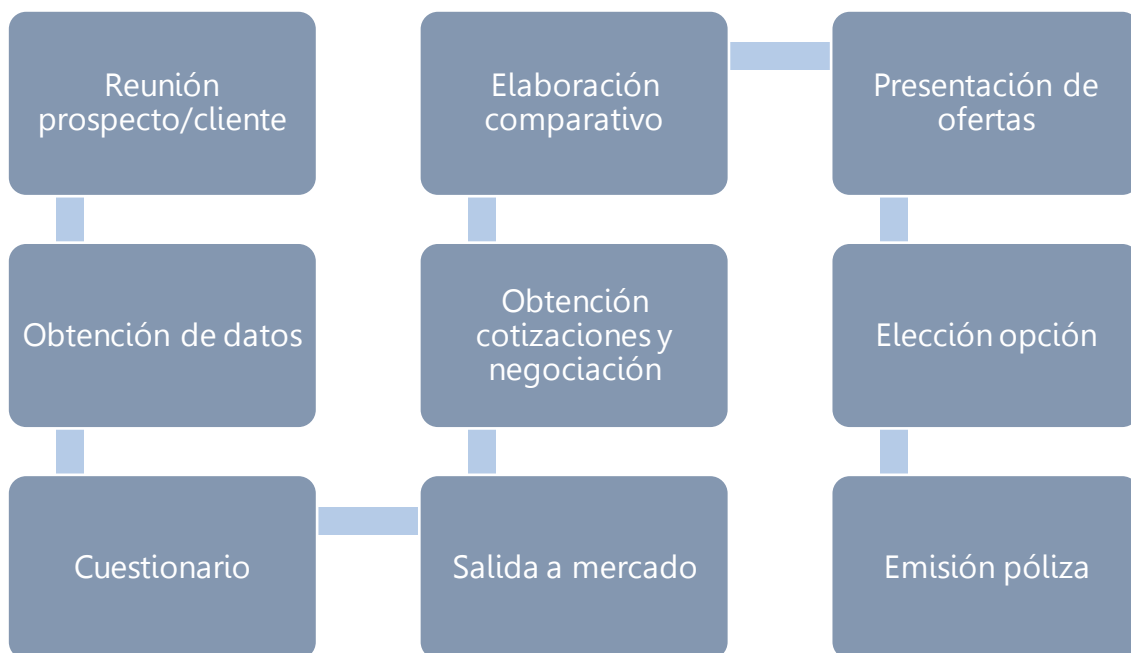 Reunión
prospecto/cliente
Obtención de datos
Cuestionario
Salida a mercado
Obtención
cotizaciones y
negociación
Elaboración
comparativo
Presentación de
ofertas
Elección opción
Emisión póliza